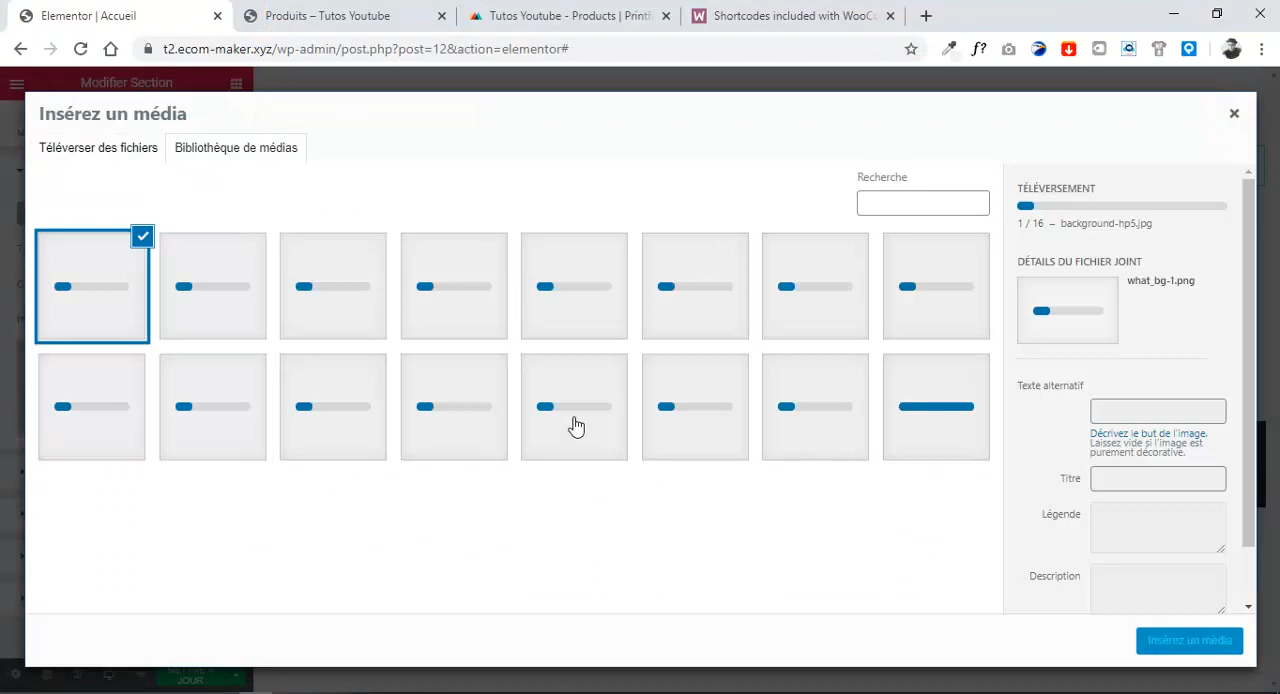 Elementor | Accueil
Produits – Tutos Youtube
Tutos Youtube - Products | Printf
Shortcodes included with WooCo
t2.ecom-maker.xyz/wp-admin/post.php?post=12&action=elementor#
f?
Modifier Section
Insérez un média
Téléverser des fichiers
Bibliothèque de médias
Recherche
TÉLÉVERSEMENT
1 / 16 – background-hp5.jpg
DÉTAILS DU FICHIER JOINT
what_bg-1.png
Texte alternatif
Décrivez le but de l'image.
Laissez vide si l'image est
purement décorative.
Titre
Légende
Description
Insérez un média
METTRE À
JOUR